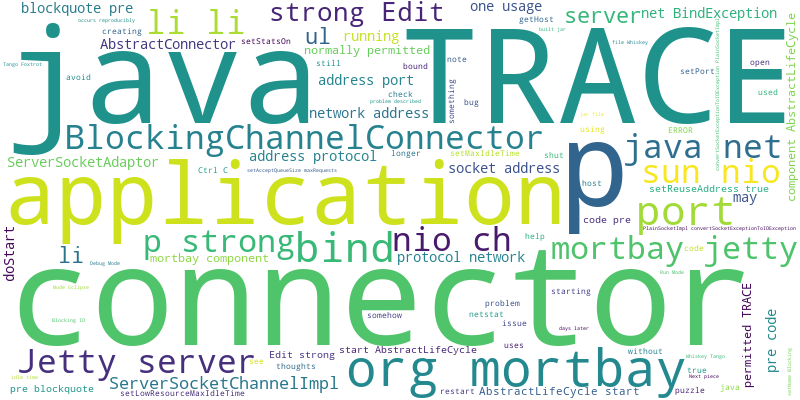 blockquote pre
occurs reproducibly
li li
strong Edit
one usage
getHost
built jar
server
net BindException
creating
AbstractConnector
setStatsOn
ul
running
normally permitted
still
bound
note
file Whiskey
setPort
open
used
java
TRACE
Tango Foxtrot
avoid
address port
check
problem described
something
bug
network address
BlockingChannelConnector
jar file
using
ERROR
component AbstractLifeCycle
ServerSocketAdaptor
address protocol
longer
setMaxIdleTime
shut
p
java net
Ctrl C
setAcceptQueueSize maxRequests
socket address
host
sun nio
setReuseAddress true
may
application
code pre
port
PlainSocketImpl convertSocketExceptionToIOException
doStart
li
p strong
bind
nio ch
help
mortbay jetty
mortbay component
protocol network
code
Debug Mode
Run Mode
connector
starting
Mode Eclipse
problem
netstat
somehow
Blocking IO
issue
days later
permitted TRACE
pre code
Jetty server
see
Edit strong
thoughts
start AbstractLifeCycle
uses
without
Whiskey Tango
true
Next piece
idle time
pre blockquote
ServerSocketChannelImpl
setLowResourceMaxIdleTime
org mortbay
restart
AbstractLifeCycle start
puzzle
java
setName Blocking